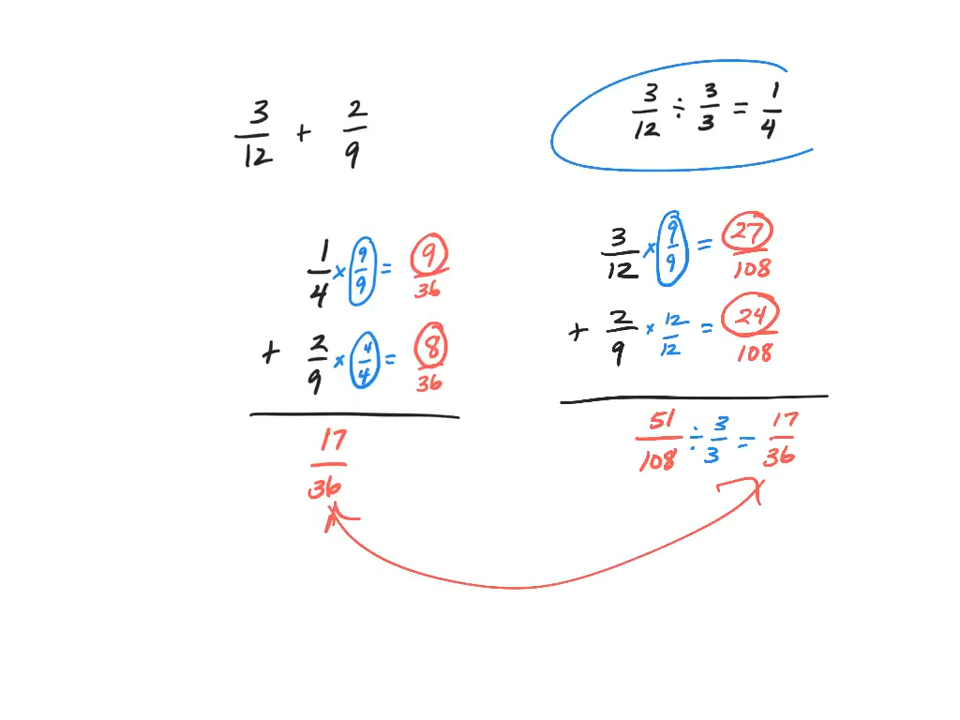 3/12 + 2/9
3/12 ÷ 3/3 = 1/4
1/4 × 9/9 = 9/36
+ 2/9 × 4/4 = 8/36
17/36
3/12 × 9/9 = 27/108
+ 2/9 × 12/12 = 24/108
51/108 ÷ 3/3 = 17/36